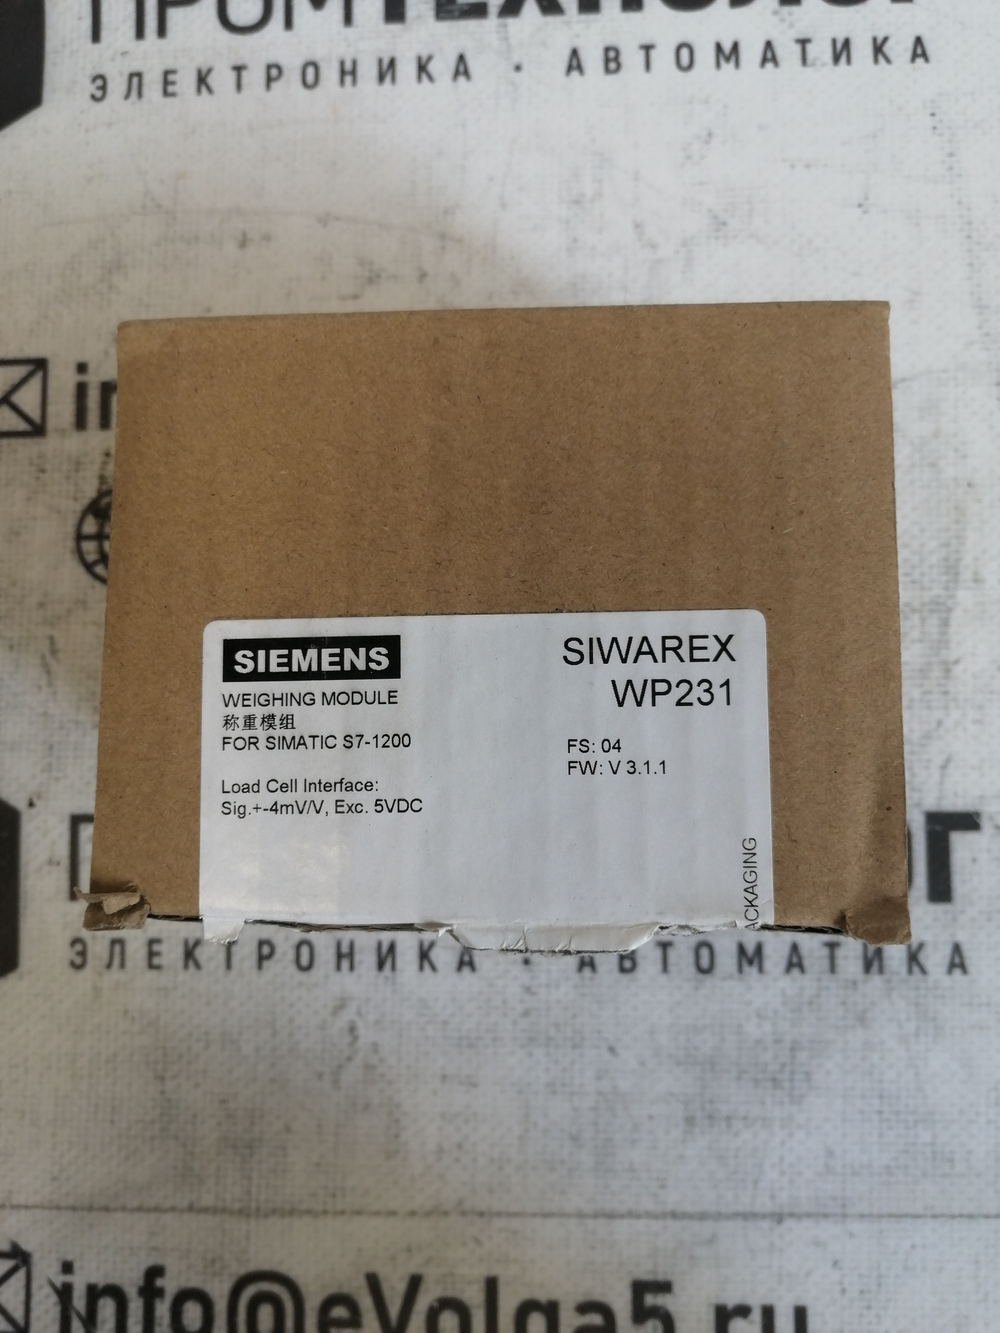 ЭЛЕКТРОНИКА · АВТОМАТИКА
SIEMENS
WEIGHING MODULE
称重模组
FOR SIMATIC S7-1200
Load Cell Interface:
Sig.+-4mV/V, Exc. 5VDC
SIWAREX
WP231
FS: 04
FW: V 3.1.1
ACKAGING
ЭЛЕКТРОНИКА · АВТОМАТИКА
info@eVolga5.ru